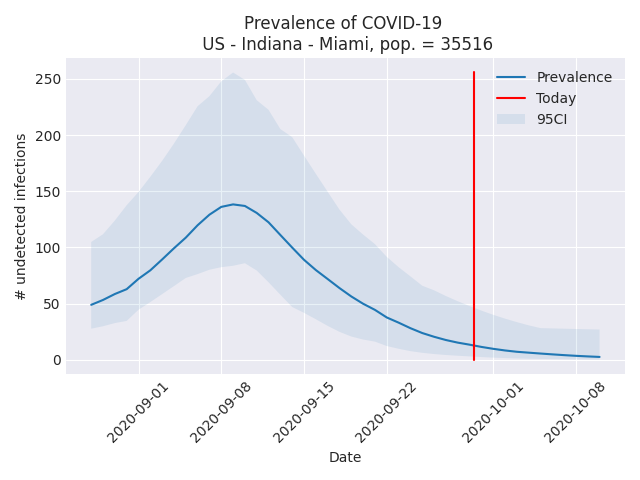 Prevalence of COVID-19
US - Indiana - Miami, pop. = 35516
Prevalence
Today
95CI
# undetected infections
250
200
150
100
50
0
2020-09-01
2020-09-08
2020-09-15
2020-09-22
2020-10-01
2020-10-08
Date